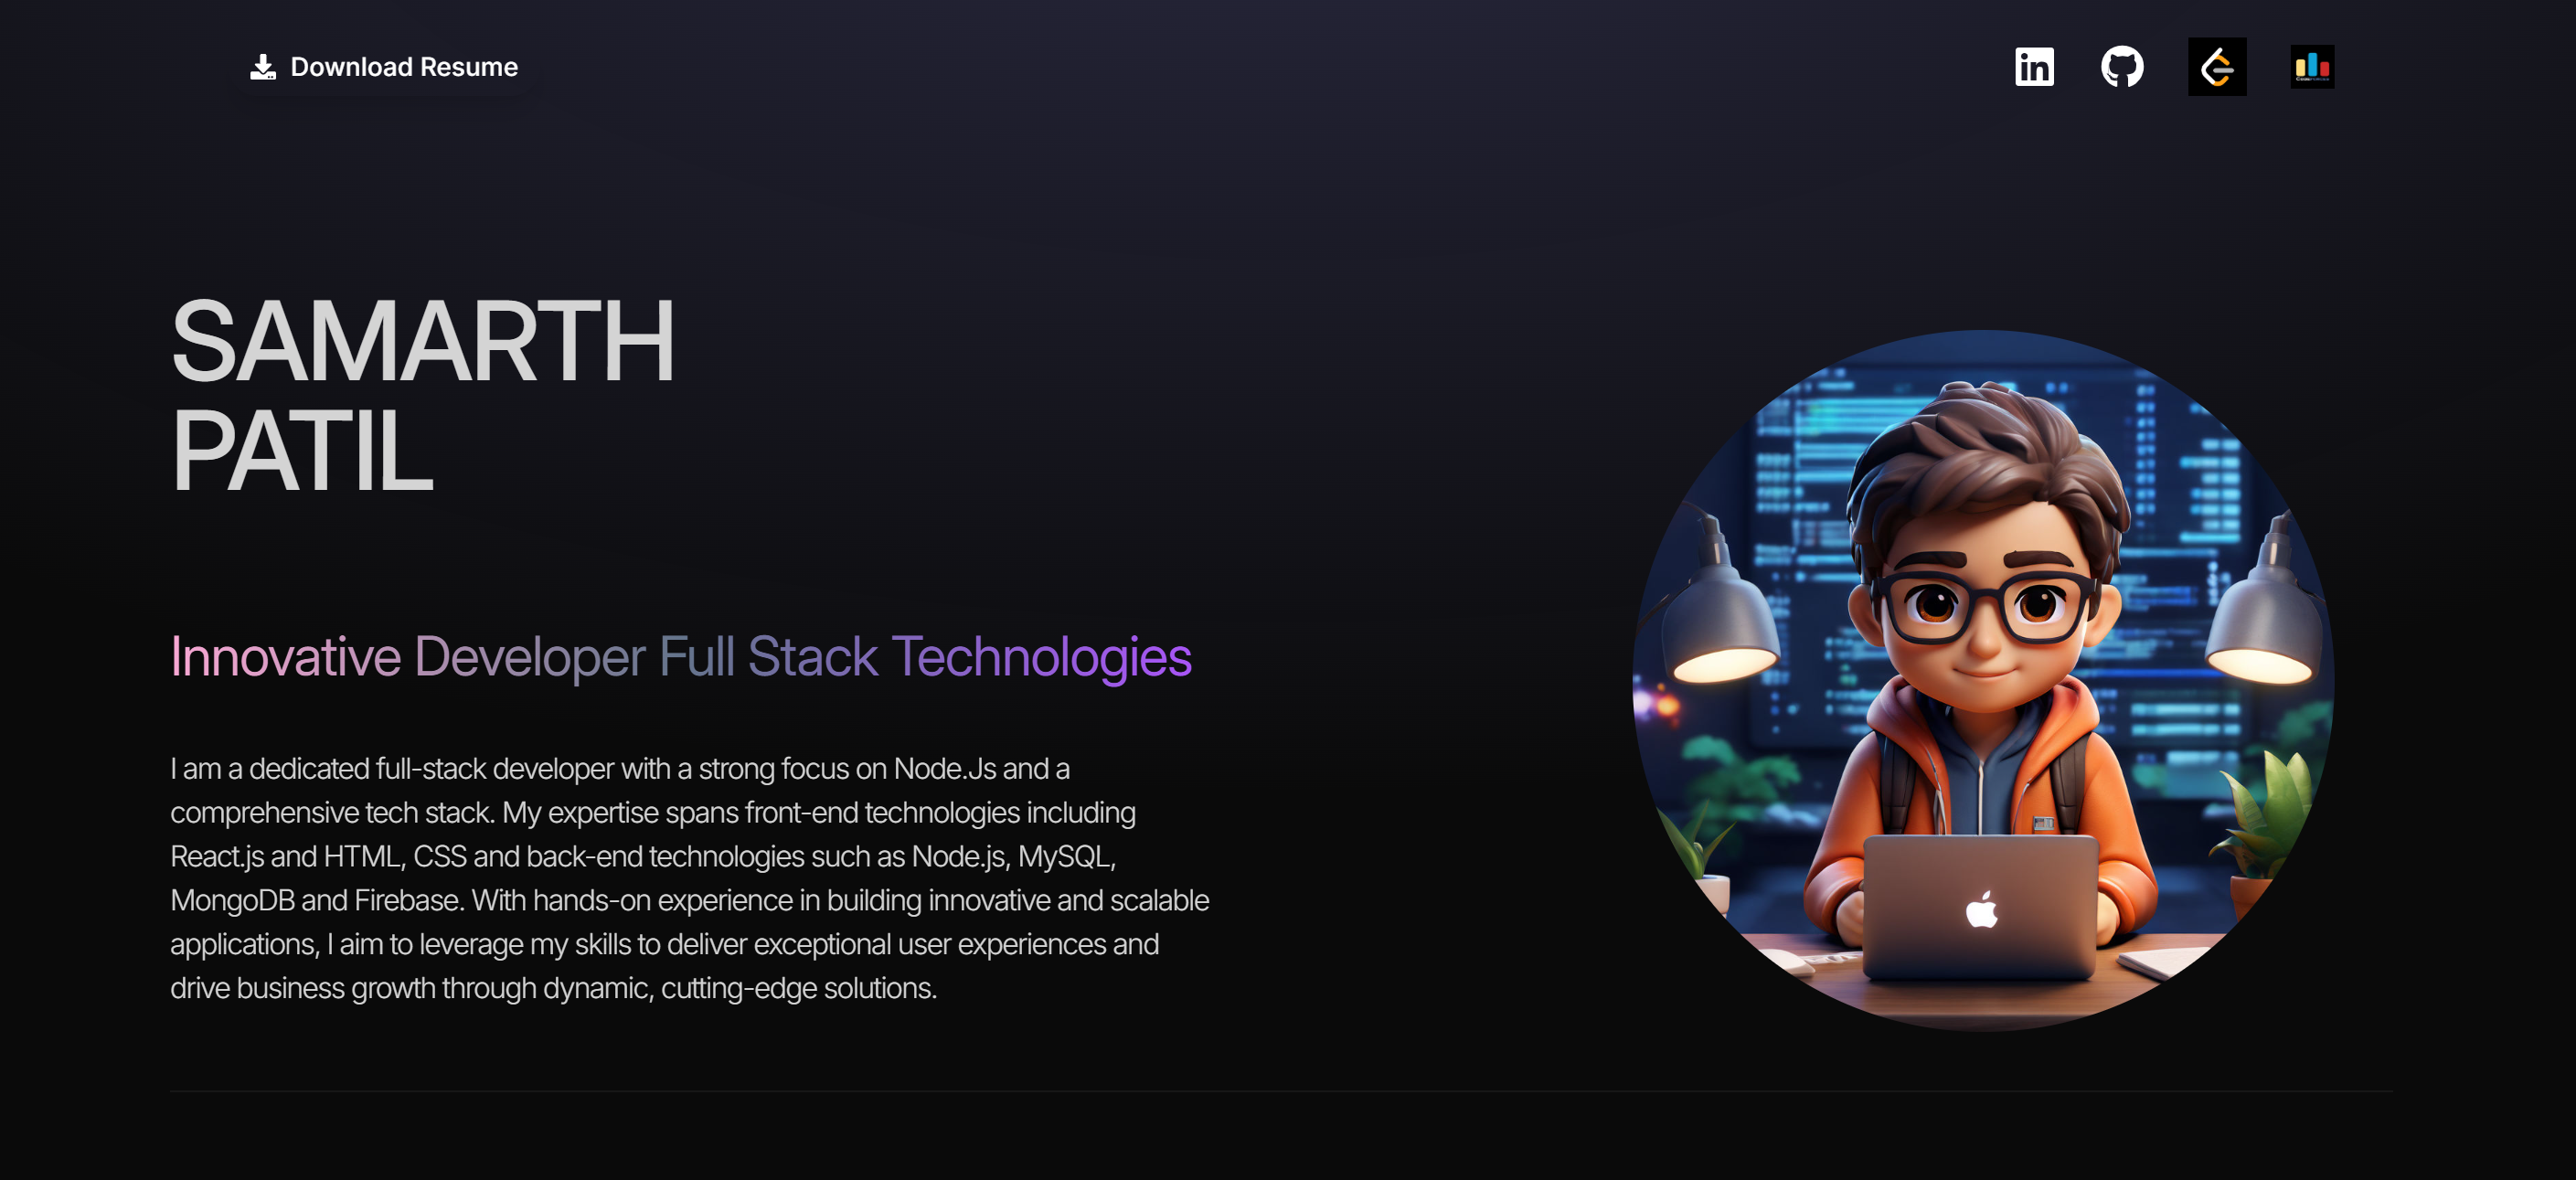 Download Resume
in
SAMARTH
PATIL
Innovative Developer Full Stack Technologies
I am a dedicated full-stack developer with a strong focus on Node.Js and a
comprehensive tech stack. My expertise spans front-end technologies including
React.js and HTML, CSS and back-end technologies such as Node.js, MySQL,
MongoDB and Firebase. With hands-on experience in building innovative and scalable
applications, I aim to leverage my skills to deliver exceptional user experiences and
drive business growth through dynamic, cutting-edge solutions.